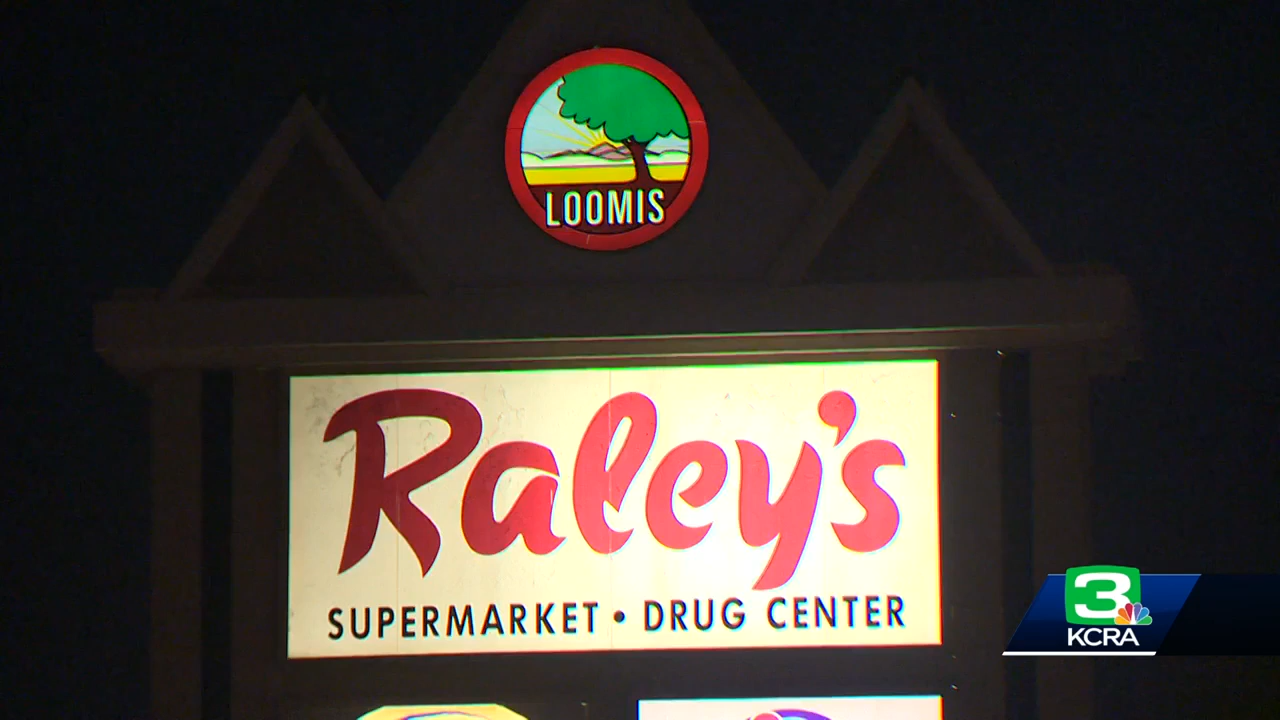 LOOMIS
Raley's
SUPERMARKET • DRUG CENTER
3
KCRA